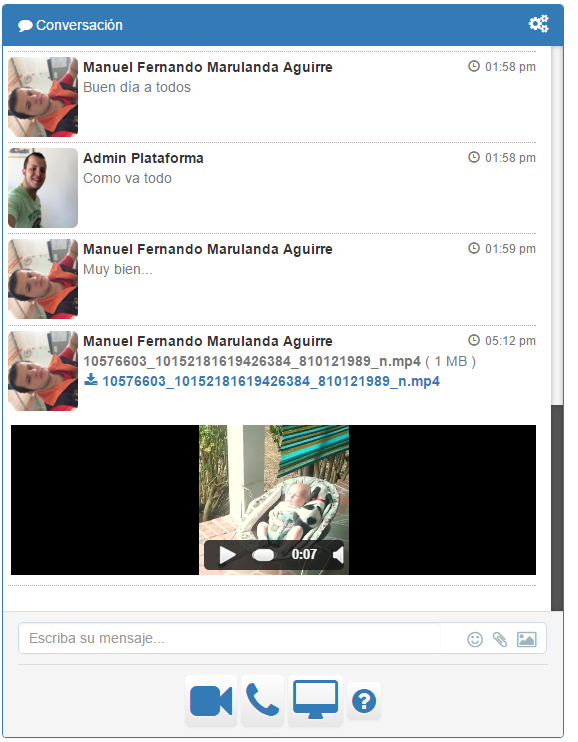 Conversación
Manuel Fernando Marulanda Aguirre 01:58 pm
Buen día a todos
Admin Plataforma 01:58 pm
Como va todo
Manuel Fernando Marulanda Aguirre 01:59 pm
Muy bien...
Manuel Fernando Marulanda Aguirre 05:12 pm
10576603_10152181619426384_810121989_n.mp4 ( 1 MB )
10576603_10152181619426384_810121989_n.mp4
0:07
Escriba su mensaje...
?